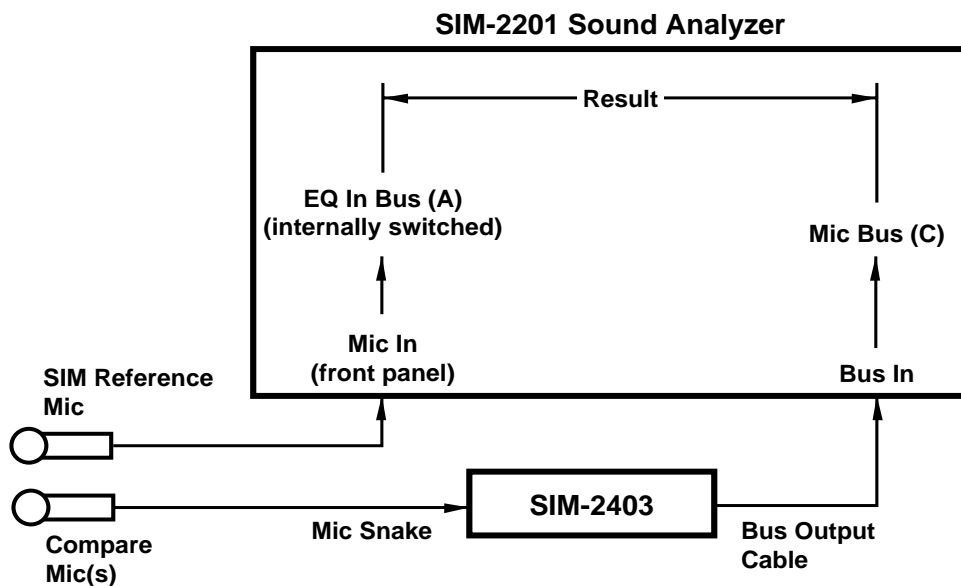 SIM-2201 Sound Analyzer
Result
EQ In Bus (A)
(internally switched)
Mic Bus (C)
Mic In
(front panel)
Bus In
SIM Reference
Mic
SIM-2403
Mic Snake
Bus Output
Cable
Compare
Mic(s)